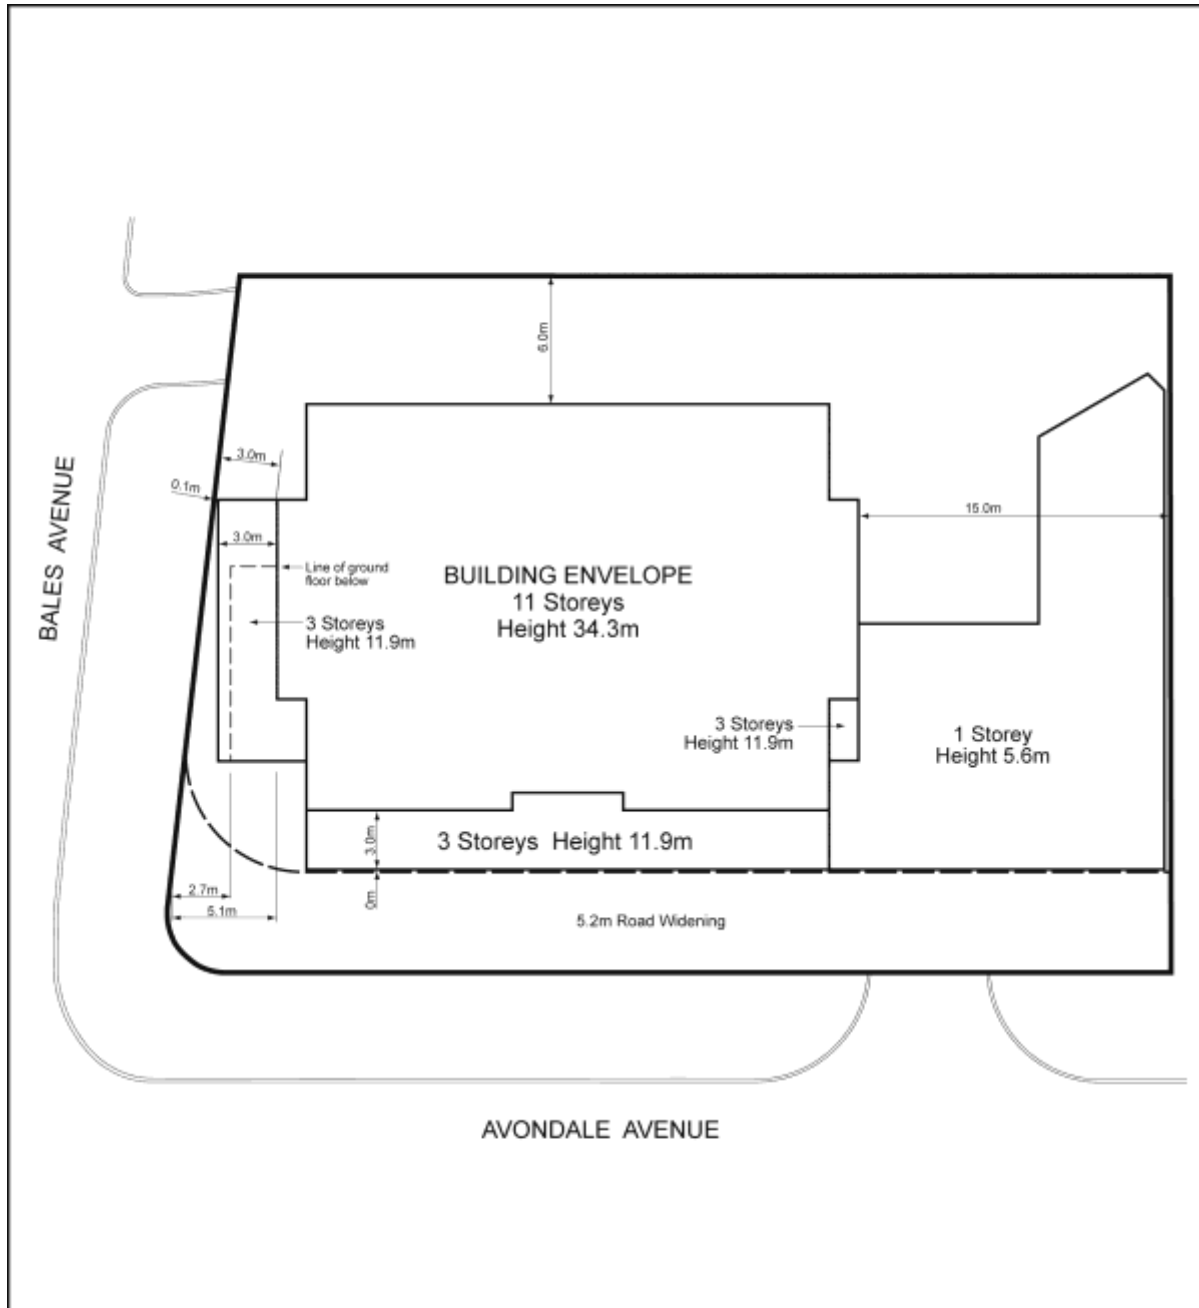 6.0m
3.0m
0.1m
15.0m
3.0m
Line of ground
floor below
BUILDING ENVELOPE
11 Storeys
Height 34.3m
BALES AVENUE
3 Storeys
Height 11.9m
3 Storeys
Height 11.9m
1 Storey
Height 5.6m
3.0m
3 Storeys Height 11.9m
2.7m
0m
5.1m
5.2m Road Widening
AVONDALE AVENUE